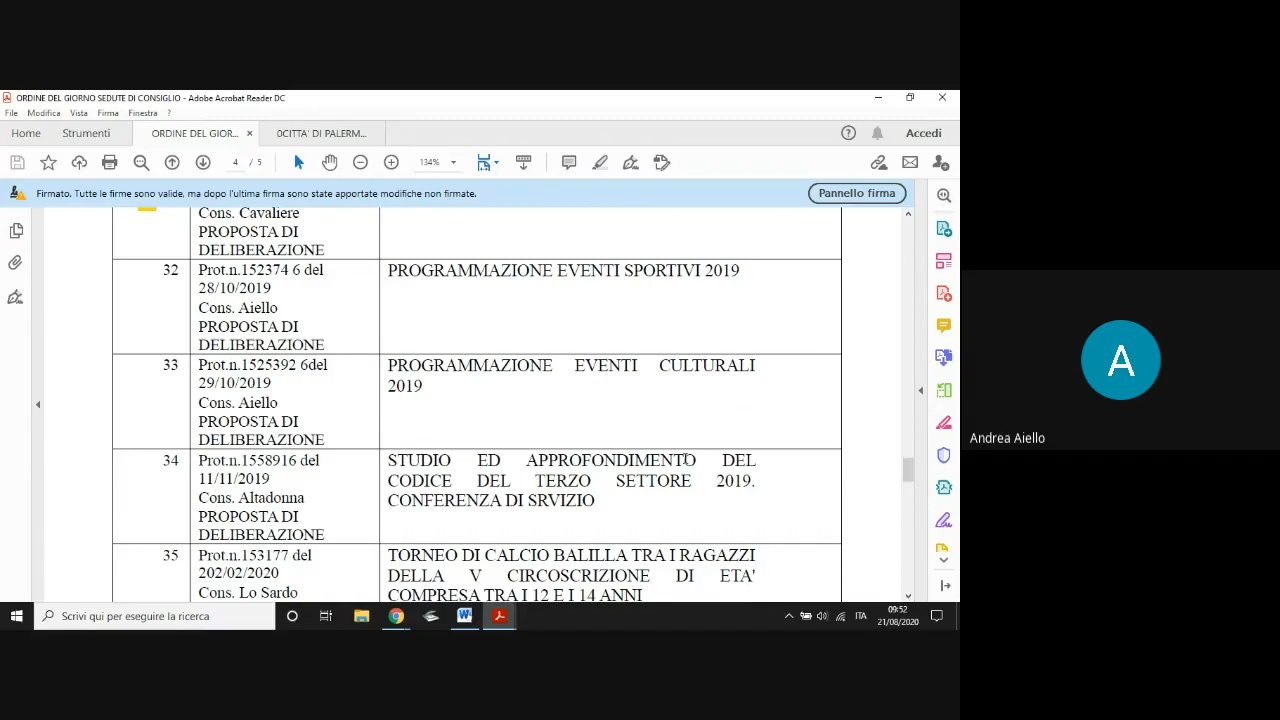 ORDINE DEL GIORNO SEDUTE DI CONSIGLIO - Adobe Acrobat Reader DC
File Modifica Vista Firma Finestra ?
Home Strumenti ORDINE DEL GIOR... × 0CITTA' DI PALERM...
Accedi
4 / 5 134%
Firmato. Tutte le firme sono valide, ma dopo l'ultima firma sono state apportate modifiche non firmate.
Pannello firma
Cons. Cavaliere
PROPOSTA DI
DELIBERAZIONE
32
Prot.n.152374 6 del
28/10/2019
Cons. Aiello
PROPOSTA DI
DELIBERAZIONE
PROGRAMMAZIONE EVENTI SPORTIVI 2019
33
Prot.n.1525392 6del
29/10/2019
Cons. Aiello
PROPOSTA DI
DELIBERAZIONE
PROGRAMMAZIONE EVENTI CULTURALI
2019
34
Prot.n.1558916 del
11/11/2019
Cons. Altadonna
PROPOSTA DI
DELIBERAZIONE
STUDIO ED APPROFONDIMENTO DEL
CODICE DEL TERZO SETTORE 2019.
CONFERENZA DI SRVIZIO
35
Prot.n.153177 del
202/02/2020
Cons. Lo Sardo
TORNEO DI CALCIO BALILLA TRA I RAGAZZI
DELLA V CIRCOSCRIZIONE DI ETA'
COMPRESA TRA I 12 E I 14 ANNI
Scrivi qui per eseguire la ricerca
ITA
09:52
21/08/2020
A
Andrea Aiello